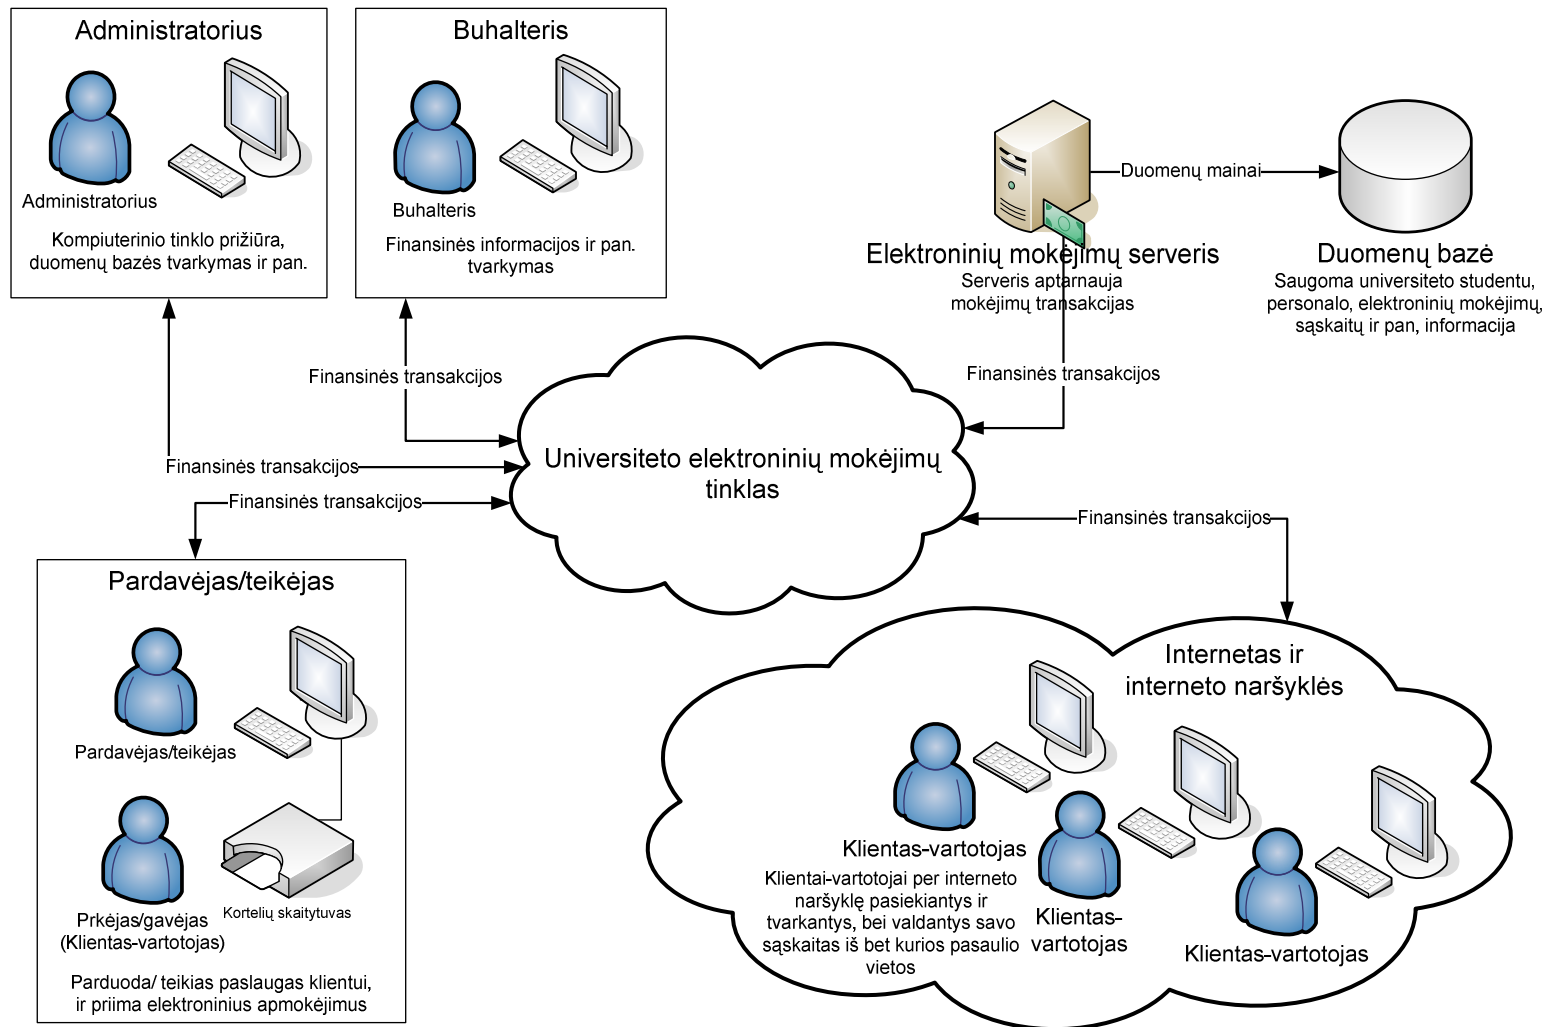 Administratorius
Administratorius
Kompiuterinio tinklo prižiūra,
duomenų bazės tvarkymas ir pan.
Buhalteris
Buhalteris
Finansinės informacijos ir pan.
tvarkymas
Duomenų mainai
Elektroninių mokėjimų serveris
Serveris aptarnauja
mokėjimų transakcijas
Duomenų bazė
Saugoma universiteto studentu,
personalo, elektroninių mokėjimų,
sąskaitų ir pan, informacija
Finansinės transakcijos
Finansinės transakcijos
Finansinės transakcijos
Finansinės transakcijos
Finansinės transakcijos
Universiteto elektroninių mokėjimų
tinklas
Pardavėjas/teikėjas
Pardavėjas/teikėjas
Prkėjas/gavėjas
(Klientas-vartotojas)
Kortelių skaitytuvas
Parduoda/ teikias paslaugas klientui,
ir priima elektroninius apmokėjimus
Internetas ir
interneto naršyklės
Klientas-vartotojas
Klientai-vartotojai per interneto
naršyklę pasiekiantys ir
tvarkantys, bei valdantys savo
sąskaitas iš bet kurios pasaulio
vietos
Klientas-
vartotojas
Klientas-vartotojas